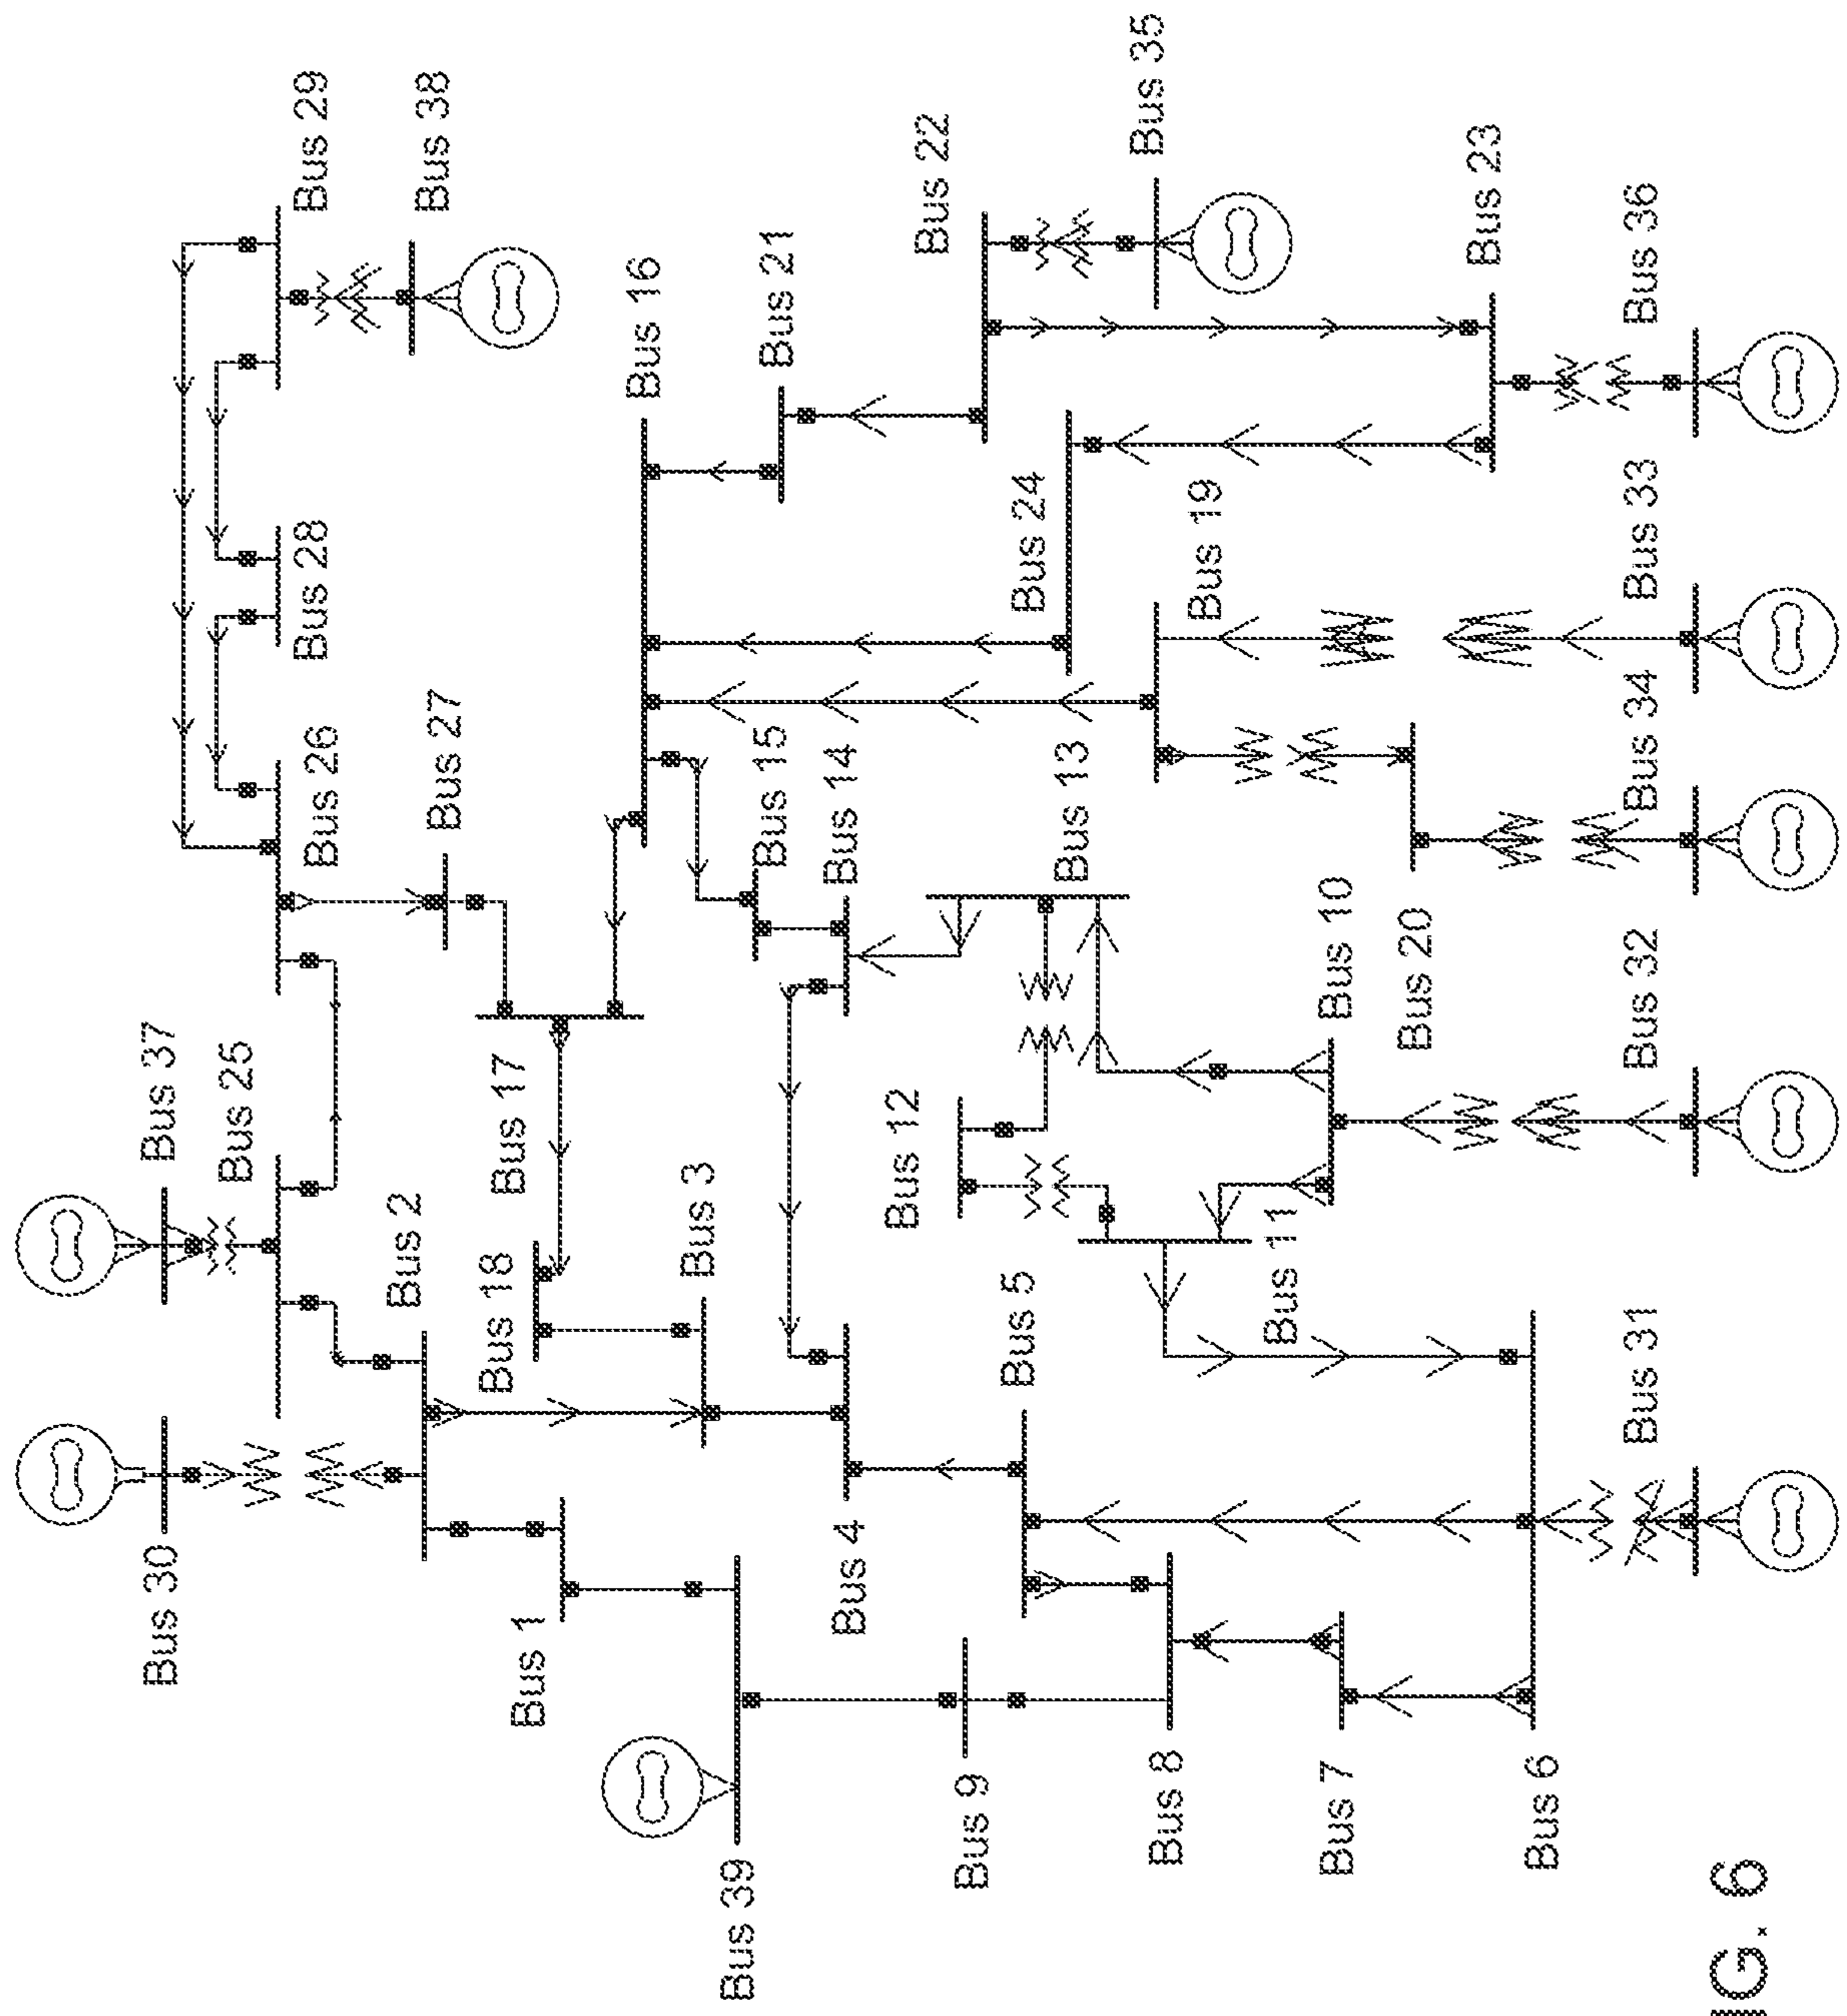 Bus 29
Bus 38
Bus 35
Bus 22
Bus 23
Bus 36
Bus 21
Bus 16
Bus 28
Bus 24
Bus 19
Bus 33
Bus 26
Bus 27
Bus 15
Bus 14
Bus 13
Bus 34
Bus 10
Bus 20
Bus 32
Bus 37
Bus 25
Bus 17
Bus 12
Bus 2
Bus 18
Bus 3
Bus 5
Bus 11
Bus 31
Bus 30
Bus 1
Bus 4
Bus 39
Bus 9
Bus 8
Bus 7
Bus 6
IG. 6